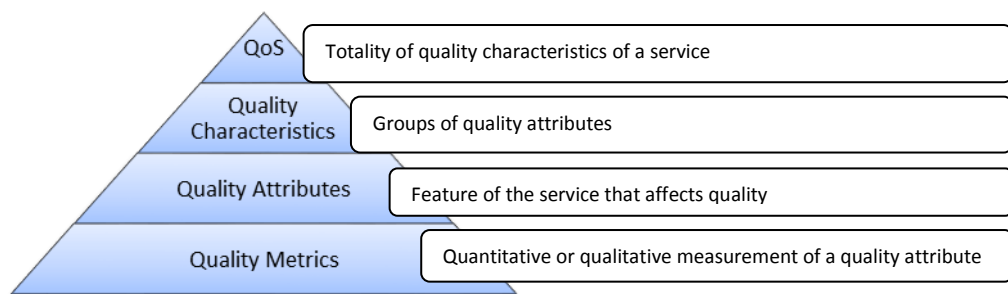 QoS
Totality of quality characteristics of a service
Quality
Characteristics
Groups of quality attributes
Quality Attributes
Feature of the service that affects quality
Quality Metrics
Quantitative or qualitative measurement of a quality attribute